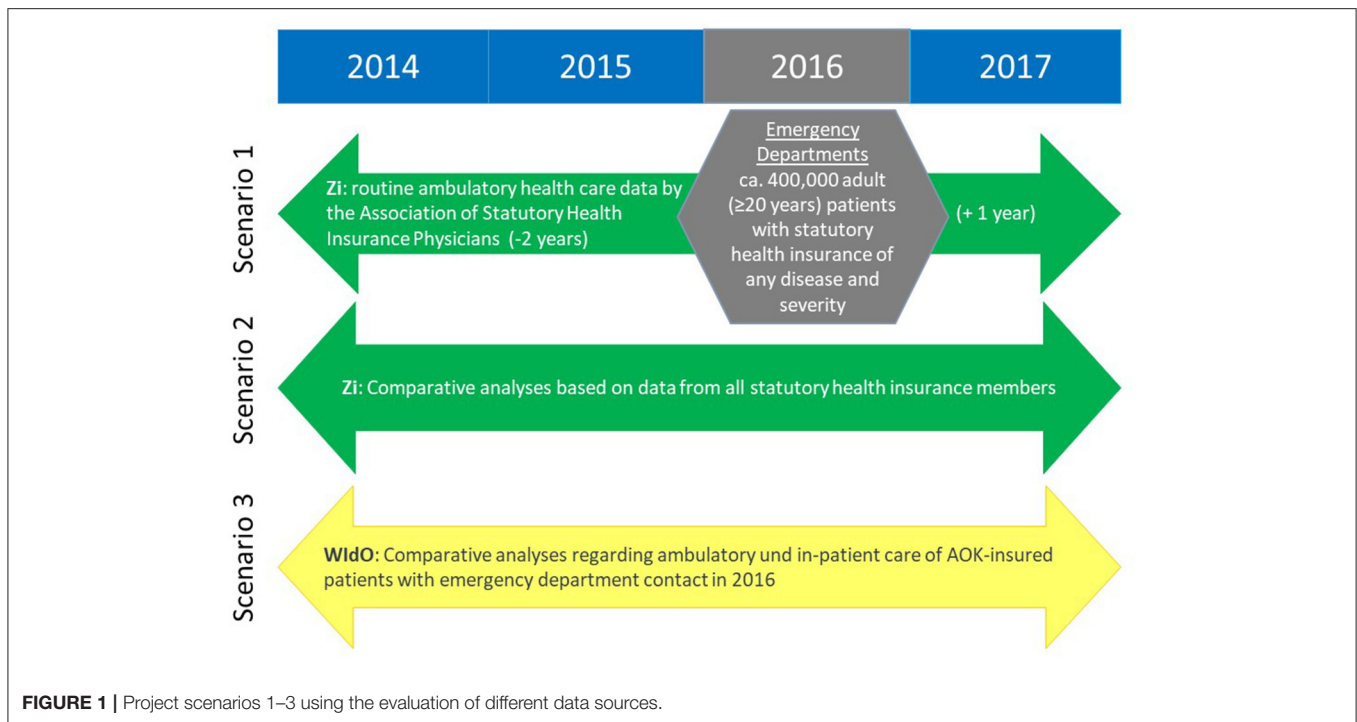 2014
2015
2016
2017
Scenario 1
Zi: routine ambulatory health care data by
the Association of Statutory Health
Insurance Physicians (-2 years)
Emergency
Departments
ca. 400,000 adult
(≥20 years) patients
with statutory
health insurance of
any disease and
severity
(+ 1 year)
Scenario 2
Zi: Comparative analyses based on data from all statutory health insurance members
Scenario 3
WIdO: Comparative analyses regarding ambulatory und in-patient care of AOK-insured
patients with emergency department contact in 2016
FIGURE 1 | Project scenarios 1–3 using the evaluation of different data sources.